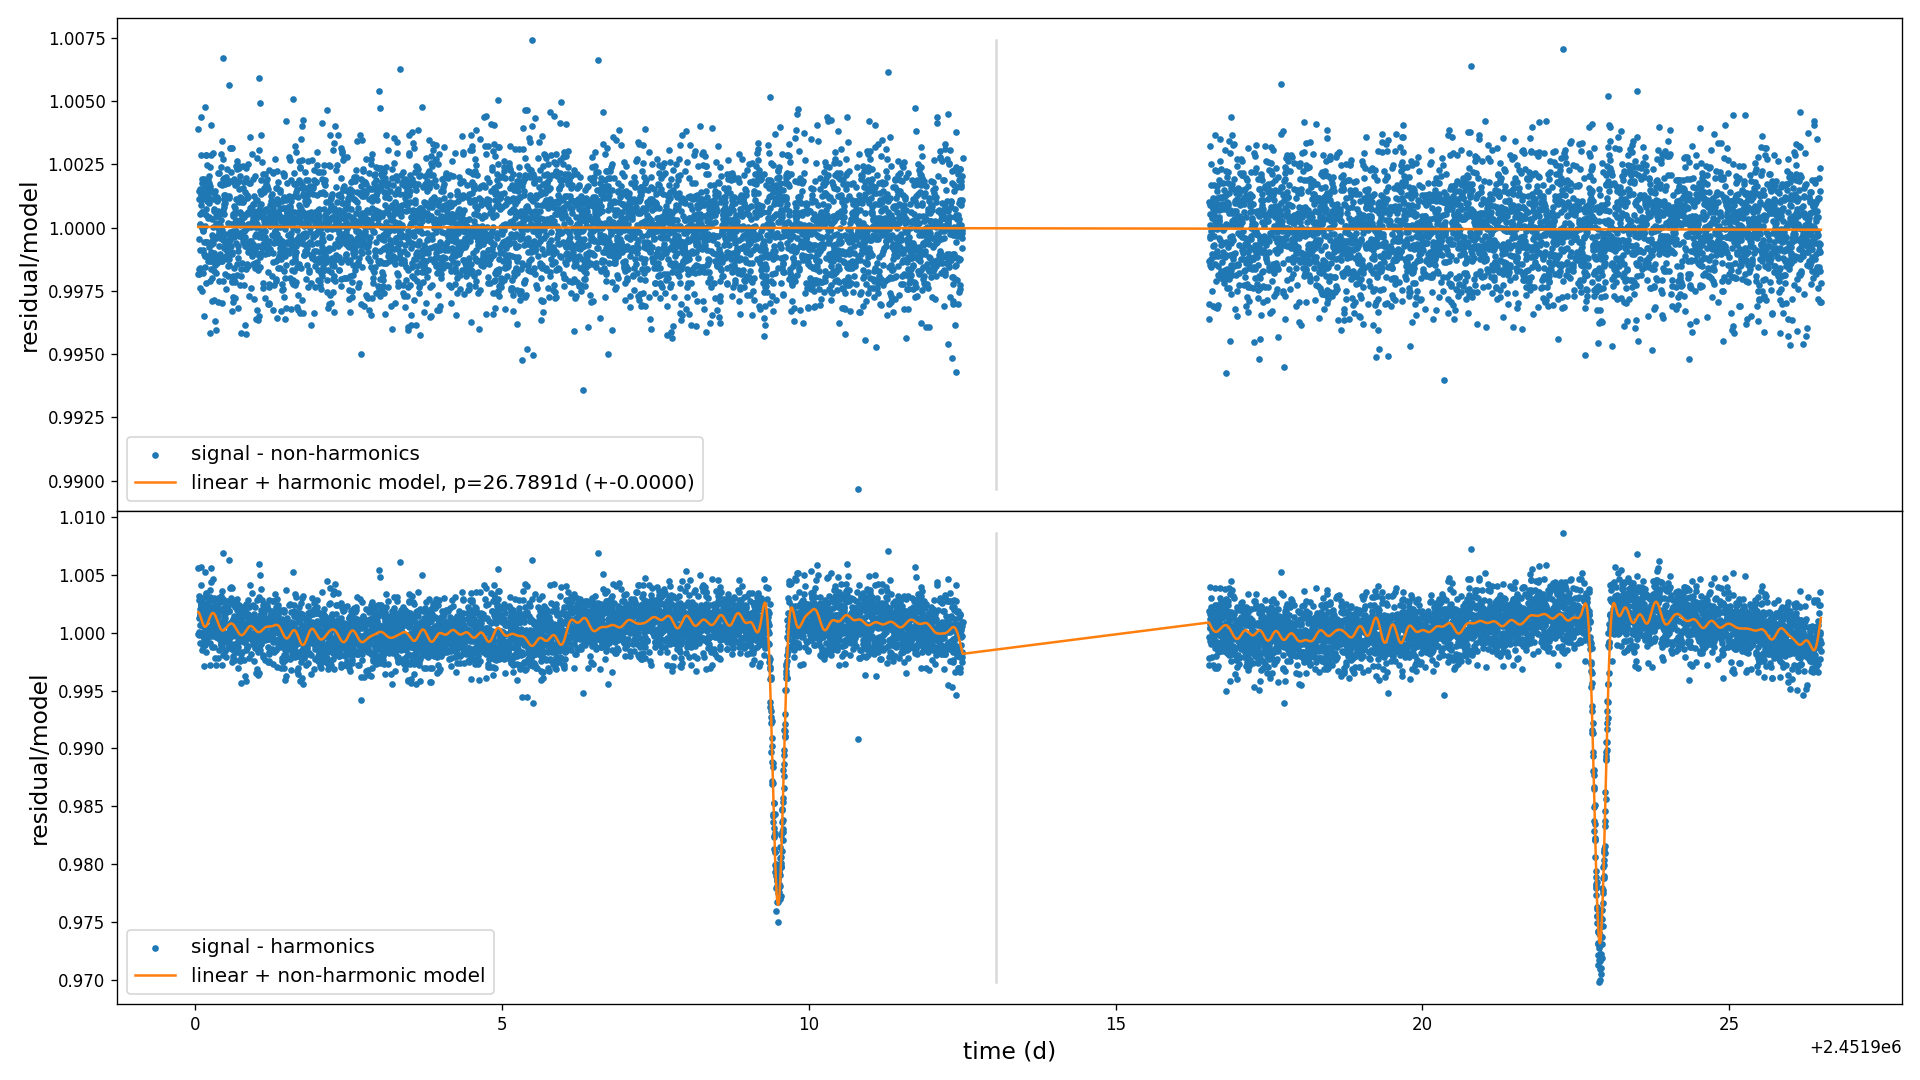 1.0075
1.0050
1.0025
1.0000
0.9975
0.9950
0.9925
0.9900
residual/model
signal - non-harmonics
linear + harmonic model, p=26.7891d (+-0.0000)
1.010
1.005
1.000
0.995
0.990
0.985
0.980
0.975
0.970
residual/model
signal - harmonics
linear + non-harmonic model
0 5 10 15 20 25
time (d)
+2.4519e6